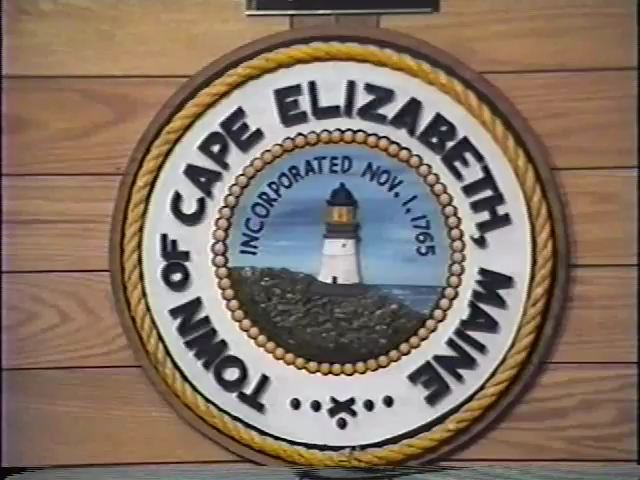 TOWN OF CAPE ELIZABETH, MAINE
INCORPORATED NOV. 1, 1765